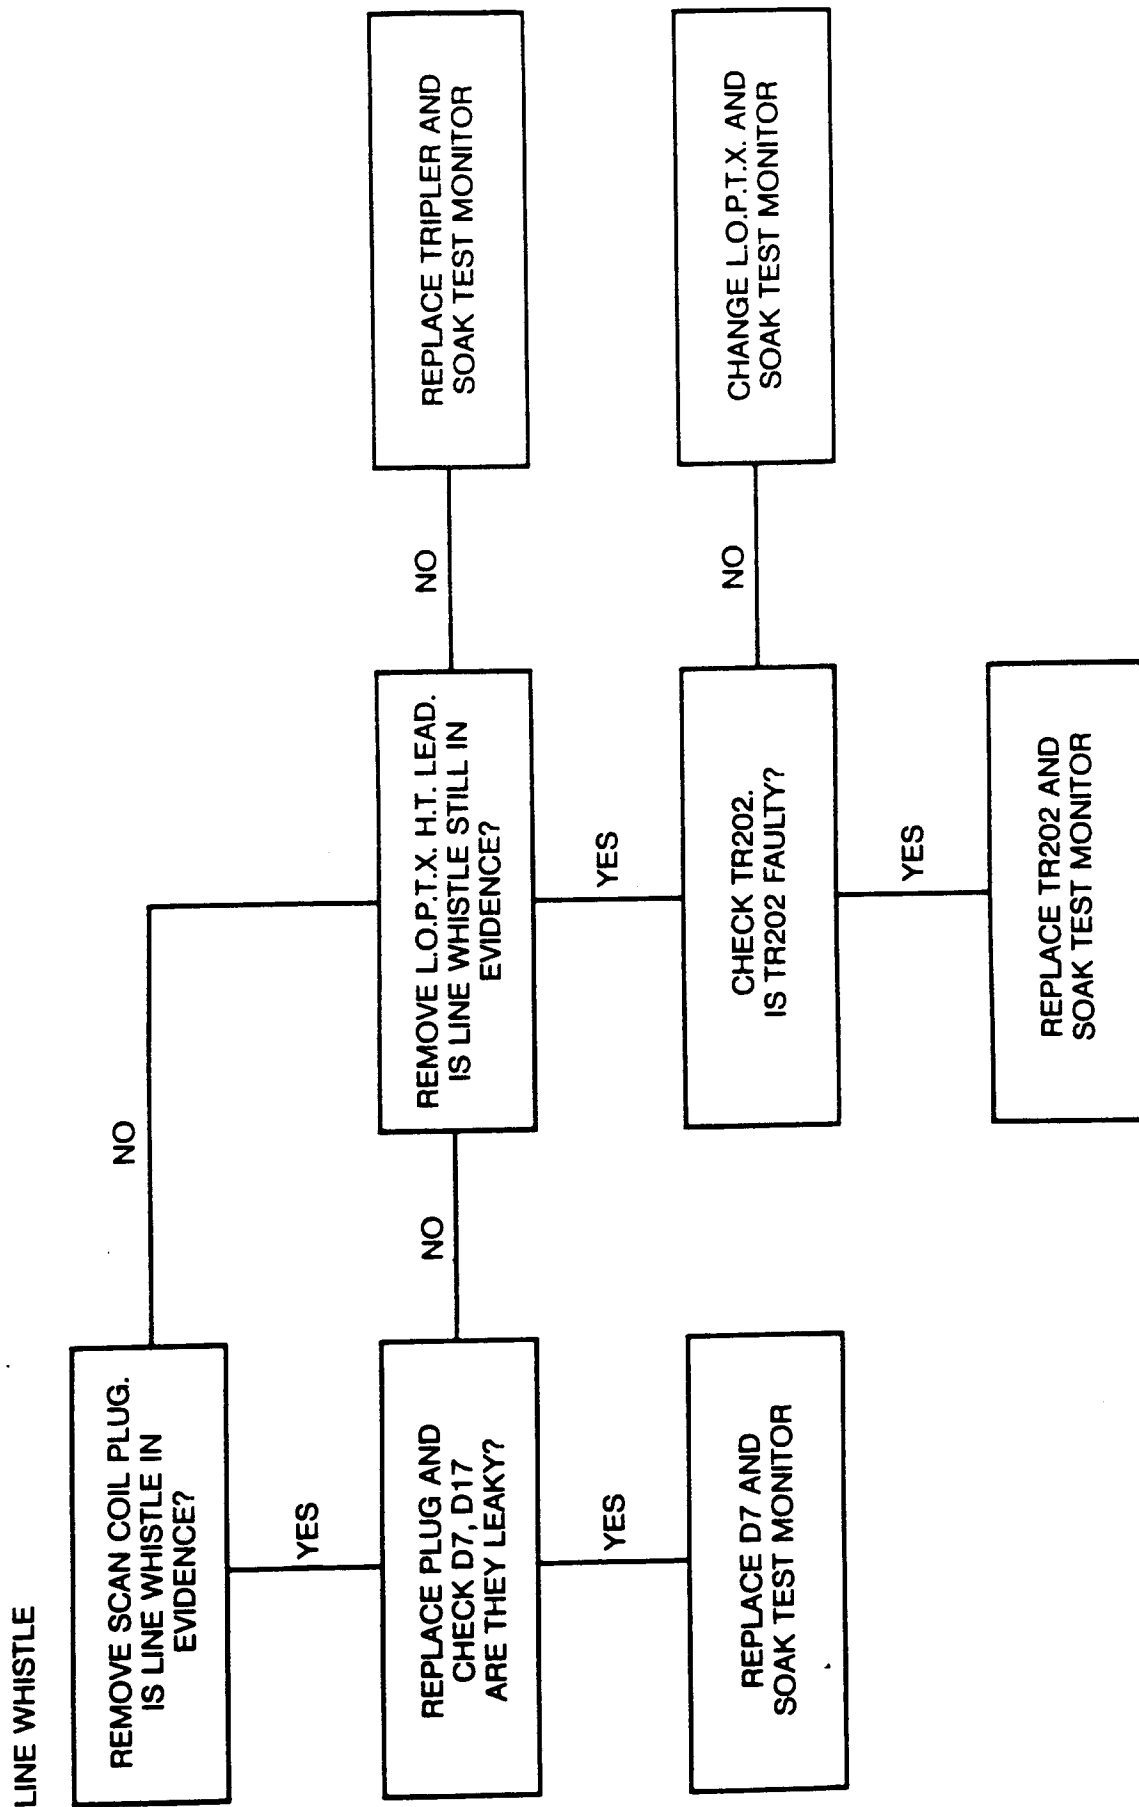 LINE WHISTLE
REMOVE SCAN COIL PLUG.
IS LINE WHISTLE IN
EVIDENCE?
NO
YES
REPLACE PLUG AND
CHECK D7, D17
ARE THEY LEAKY?
NO
REMOVE L.O.P.T.X. H.T. LEAD.
IS LINE WHISTLE STILL IN
EVIDENCE?
NO
REPLACE TRIPLER AND
SOAK TEST MONITOR
YES
YES
REPLACE D7 AND
SOAK TEST MONITOR
CHECK TR202.
IS TR202 FAULTY?
NO
CHANGE L.O.P.T.X. AND
SOAK TEST MONITOR
YES
REPLACE TR202 AND
SOAK TEST MONITOR